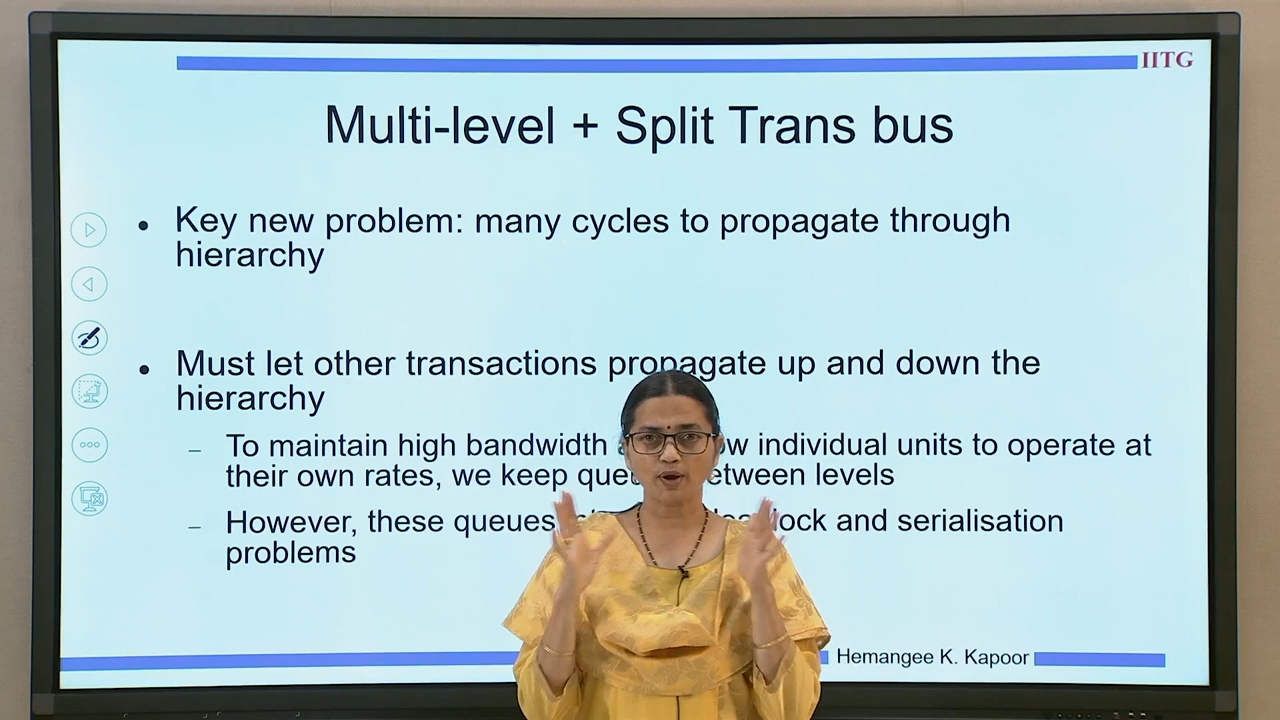 IITG
Multi-level + Split Trans bus
• Key new problem: many cycles to propagate through
hierarchy
• Must let other transactions propagate up and down the
hierarchy
– To maintain high bandwidth individual units to operate at
their own rates, we keep between levels
– However, these queues and serialisation
problems
Hemangee K. Kapoor